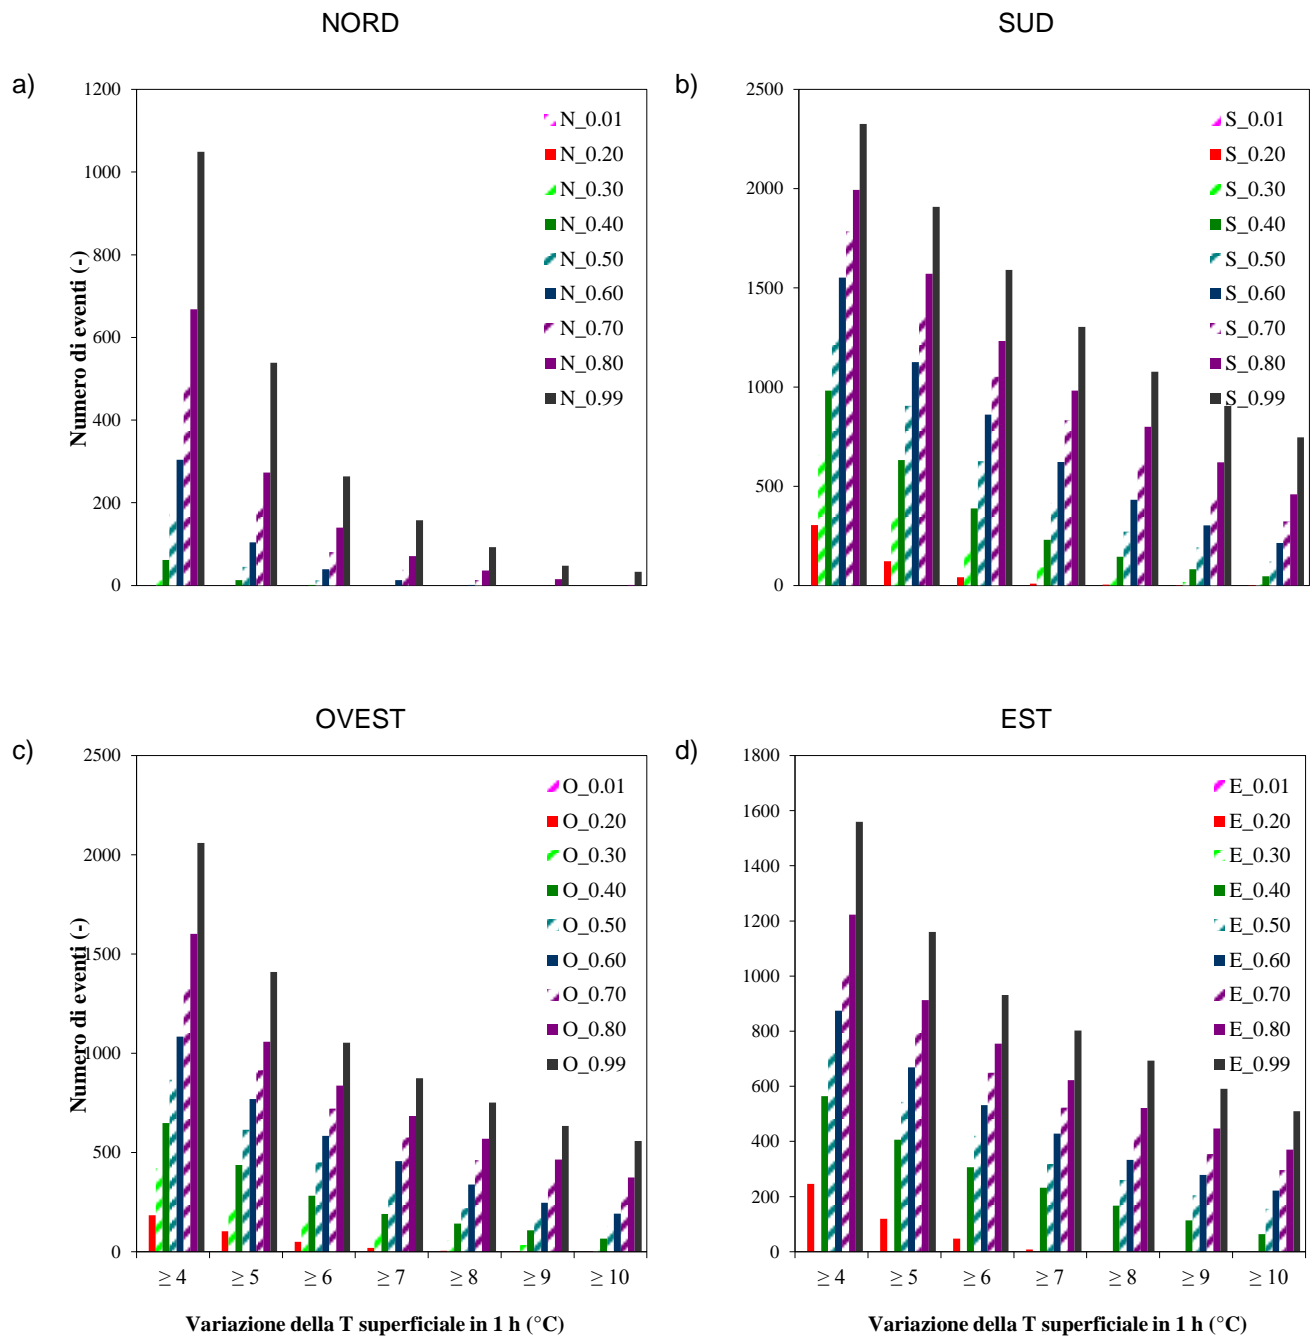 NORD
SUD
a)
1200
1000
800
600
400
200
0
Numero di eventi (-)
N_0.01
N_0.20
N_0.30
N_0.40
N_0.50
N_0.60
N_0.70
N_0.80
N_0.99
b)
2500
2000
1500
1000
500
0
S_0.01
S_0.20
S_0.30
S_0.40
S_0.50
S_0.60
S_0.70
S_0.80
S_0.99
OVEST
EST
c)
2500
2000
1500
1000
500
0
Numero di eventi (-)
O_0.01
O_0.20
O_0.30
O_0.40
O_0.50
O_0.60
O_0.70
O_0.80
O_0.99
≥ 4 ≥ 5 ≥ 6 ≥ 7 ≥ 8 ≥ 9 ≥ 10
Variazione della T superficiale in 1 h (°C)
d)
1800
1600
1400
1200
1000
800
600
400
200
0
E_0.01
E_0.20
E_0.30
E_0.40
E_0.50
E_0.60
E_0.70
E_0.80
E_0.99
≥ 4 ≥ 5 ≥ 6 ≥ 7 ≥ 8 ≥ 9 ≥ 10
Variazione della T superficiale in 1 h (°C)